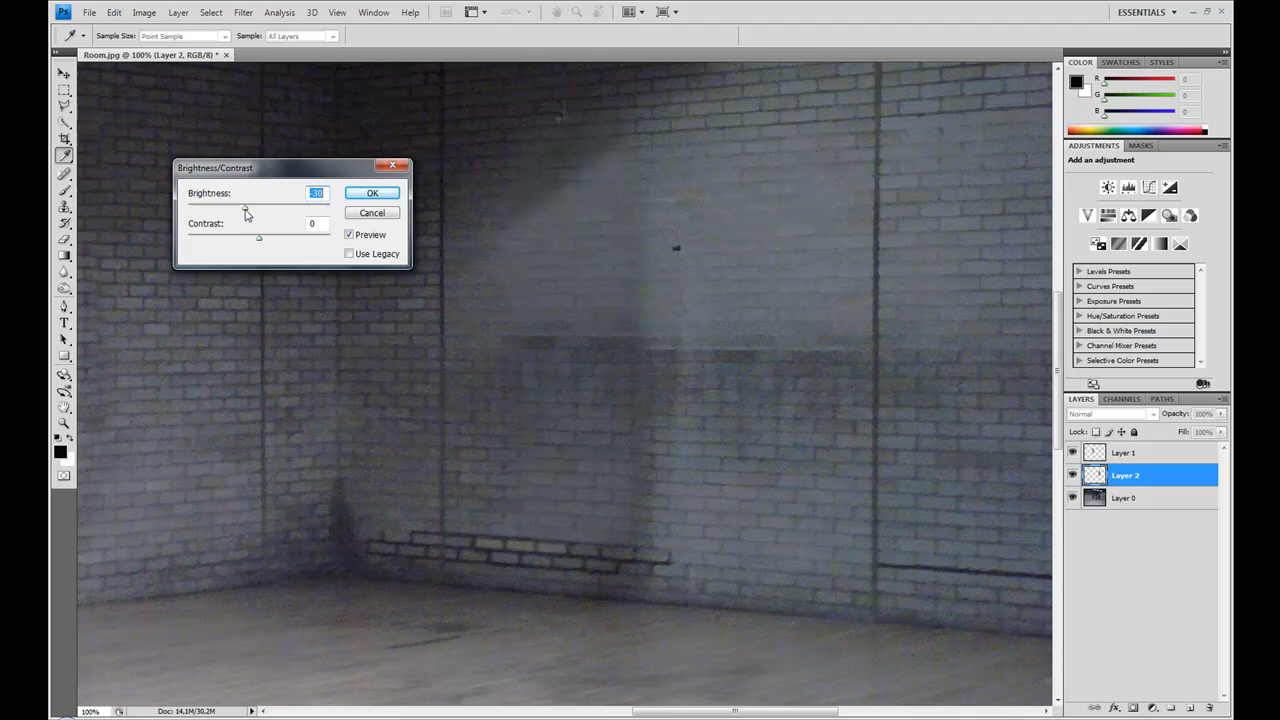 Ps File Edit Image Layer Select Filter Analysis 3D View Window Help 100% ESSENTIALS
Sample Size: Point Sample Sample: All Layers
Room.jpg @ 100% (Layer 2, RGB/8) *
COLOR SWATCHES STYLES
R 0
G 0
B 0
ADJUSTMENTS MASKS
Add an adjustment
Levels Presets
Curves Presets
Exposure Presets
Hue/Saturation Presets
Black & White Presets
Channel Mixer Presets
Selective Color Presets
LAYERS CHANNELS PATHS
Normal Opacity: 100%
Lock: Fill: 100%
Layer 1
Layer 2
Layer 0
Brightness/Contrast
Brightness: -30 OK
Contrast: 0 Cancel
Preview
Use Legacy
100% Doc: 14,1M/30,2M